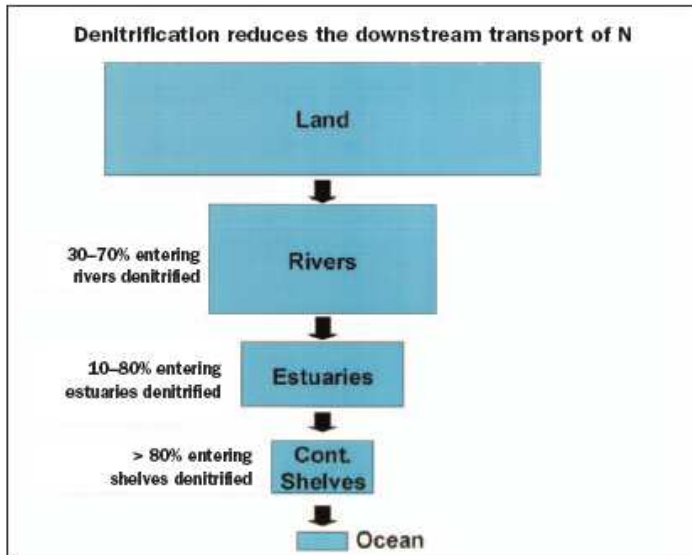 Denitrification reduces the downstream transport of N
Land
30–70% entering
rivers denitrified
Rivers
10–80% entering
estuaries denitrified
Estuaries
> 80% entering
shelves denitrified
Cont.
Shelves
Ocean